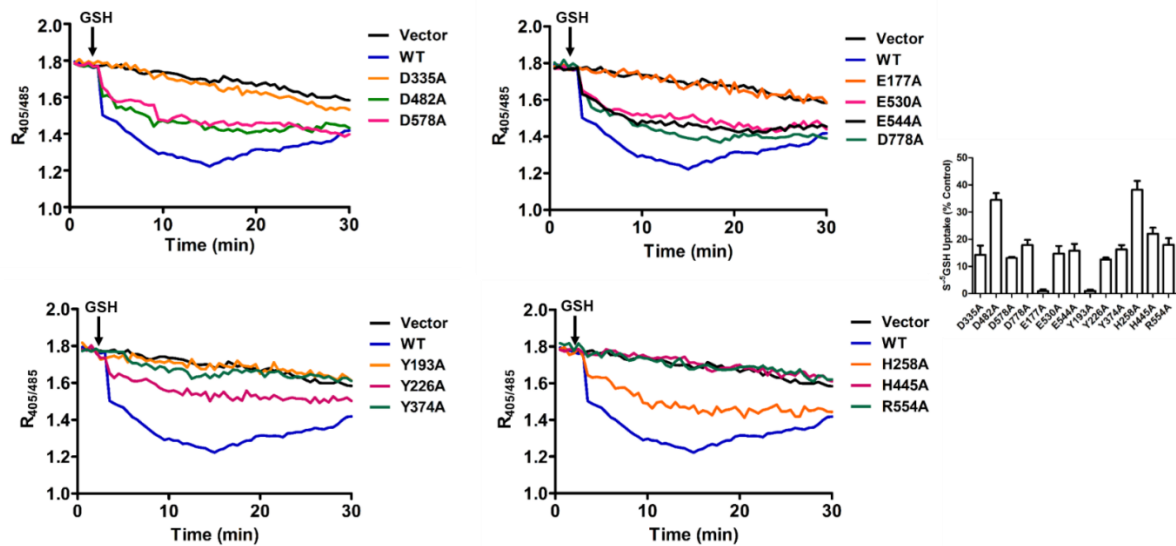 GSH
2.0
1.8
1.6
1.4
1.2
1.0
R405/485
0
10
20
30
Time (min)
Vector
WT
D335A
D482A
D578A
GSH
2.0
1.8
1.6
1.4
1.2
1.0
R405/485
0
10
20
30
Time (min)
Vector
WT
E177A
E530A
E544A
D778A
50
40
30
20
10
0
S-5GSH Uptake (% Control)
D335A
D482A
D578A
D778A
E177A
E530A
E544A
Y193A
Y226A
Y374A
H258A
H445A
R554A
GSH
2.0
1.8
1.6
1.4
1.2
1.0
R405/485
0
10
20
30
Time (min)
Vector
WT
Y193A
Y226A
Y374A
GSH
2.0
1.8
1.6
1.4
1.2
1.0
R405/485
0
10
20
30
Time (min)
Vector
WT
H258A
H445A
R554A